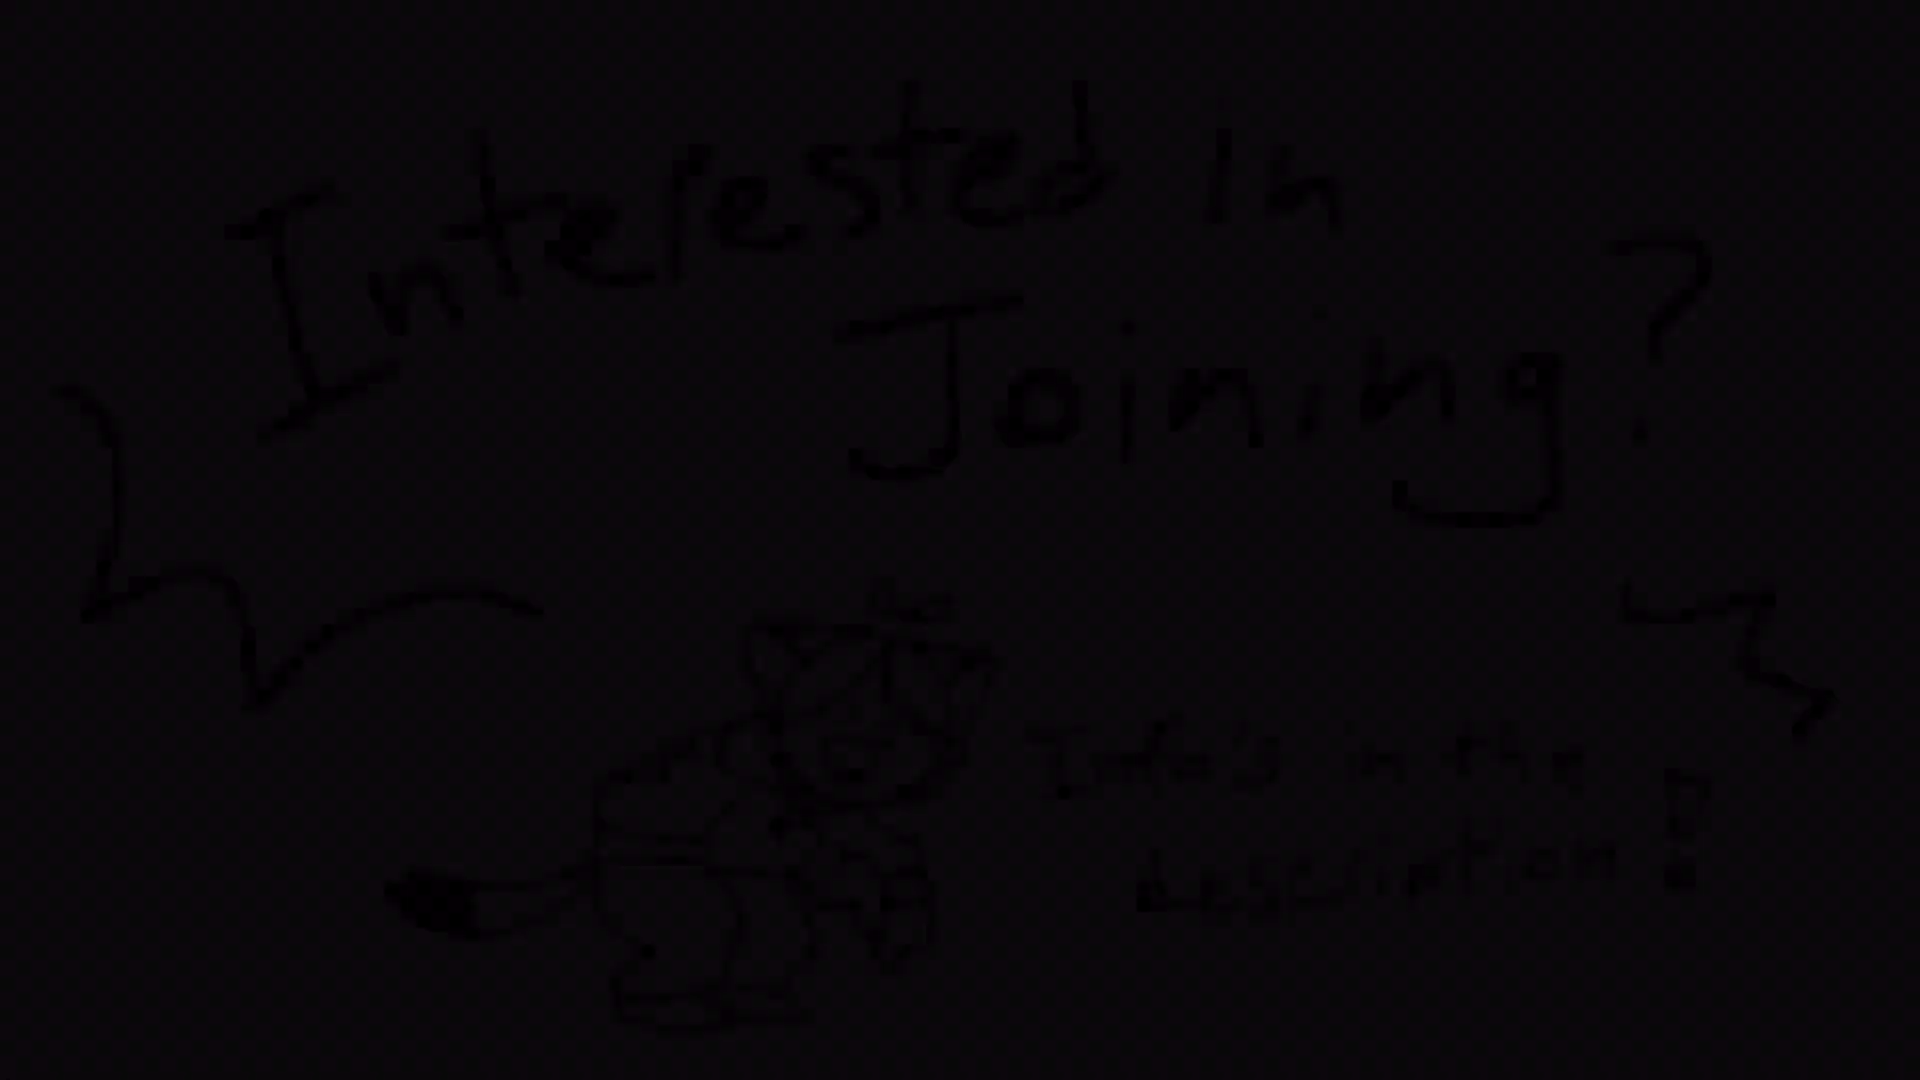 Interested in
Joining?
Info's in the
description!